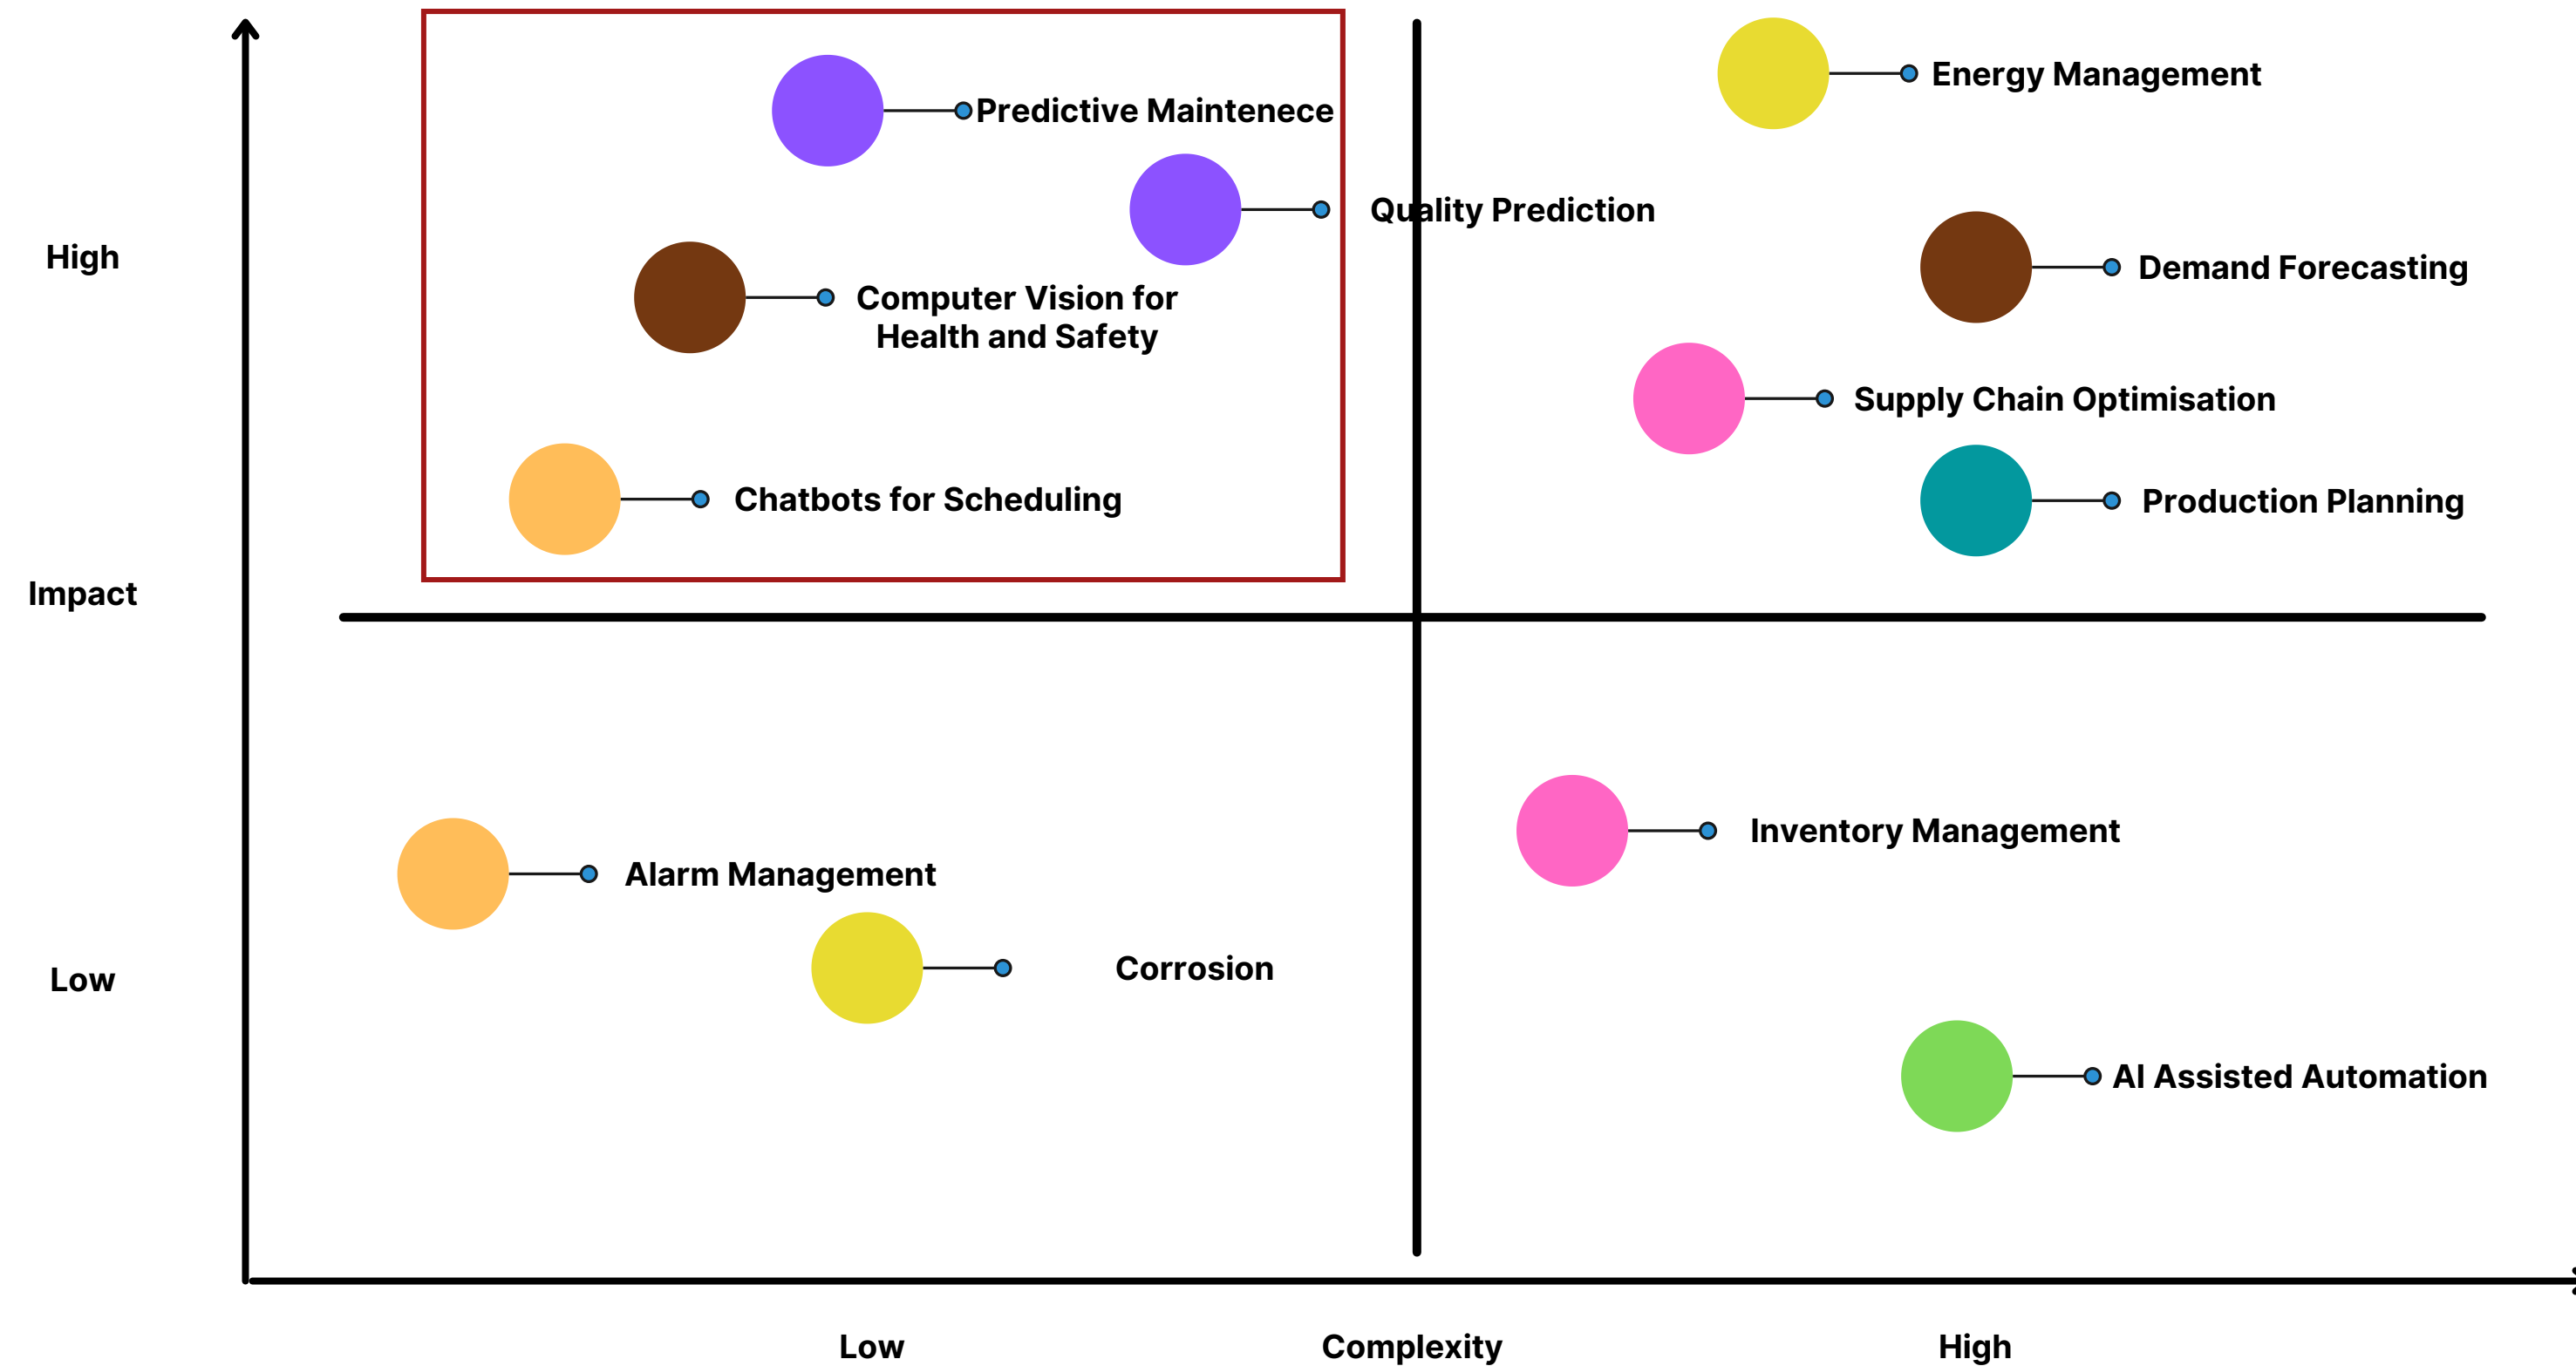 Energy Management
Predictive Maintenece
Quality Prediction
High
Demand Forecasting
Computer Vision for
Health and Safety
Supply Chain Optimisation
Chatbots for Scheduling
Production Planning
Impact
Inventory Management
Alarm Management
Corrosion
Low
AI Assisted Automation
Low
Complexity
High